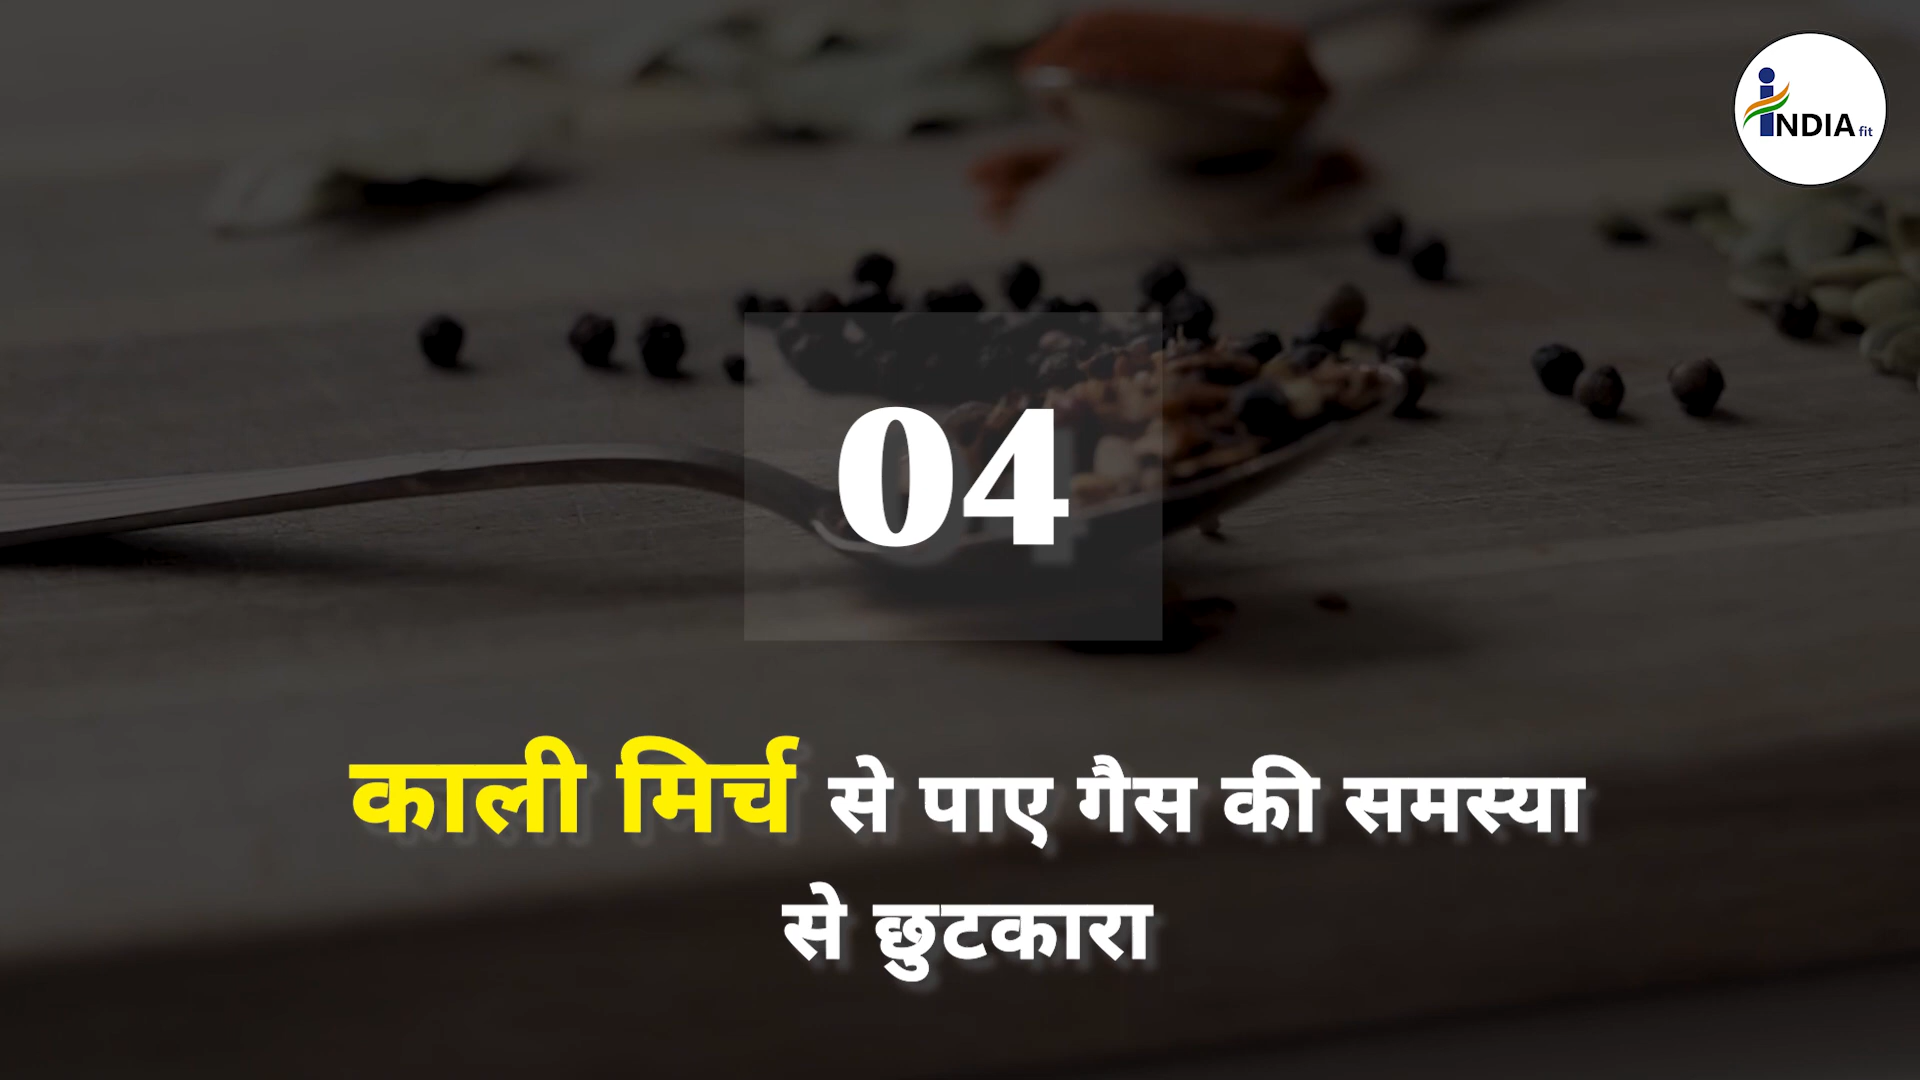 INDIA fit
04
काली मिर्च से पाए गैस की समस्या
से छुटकारा